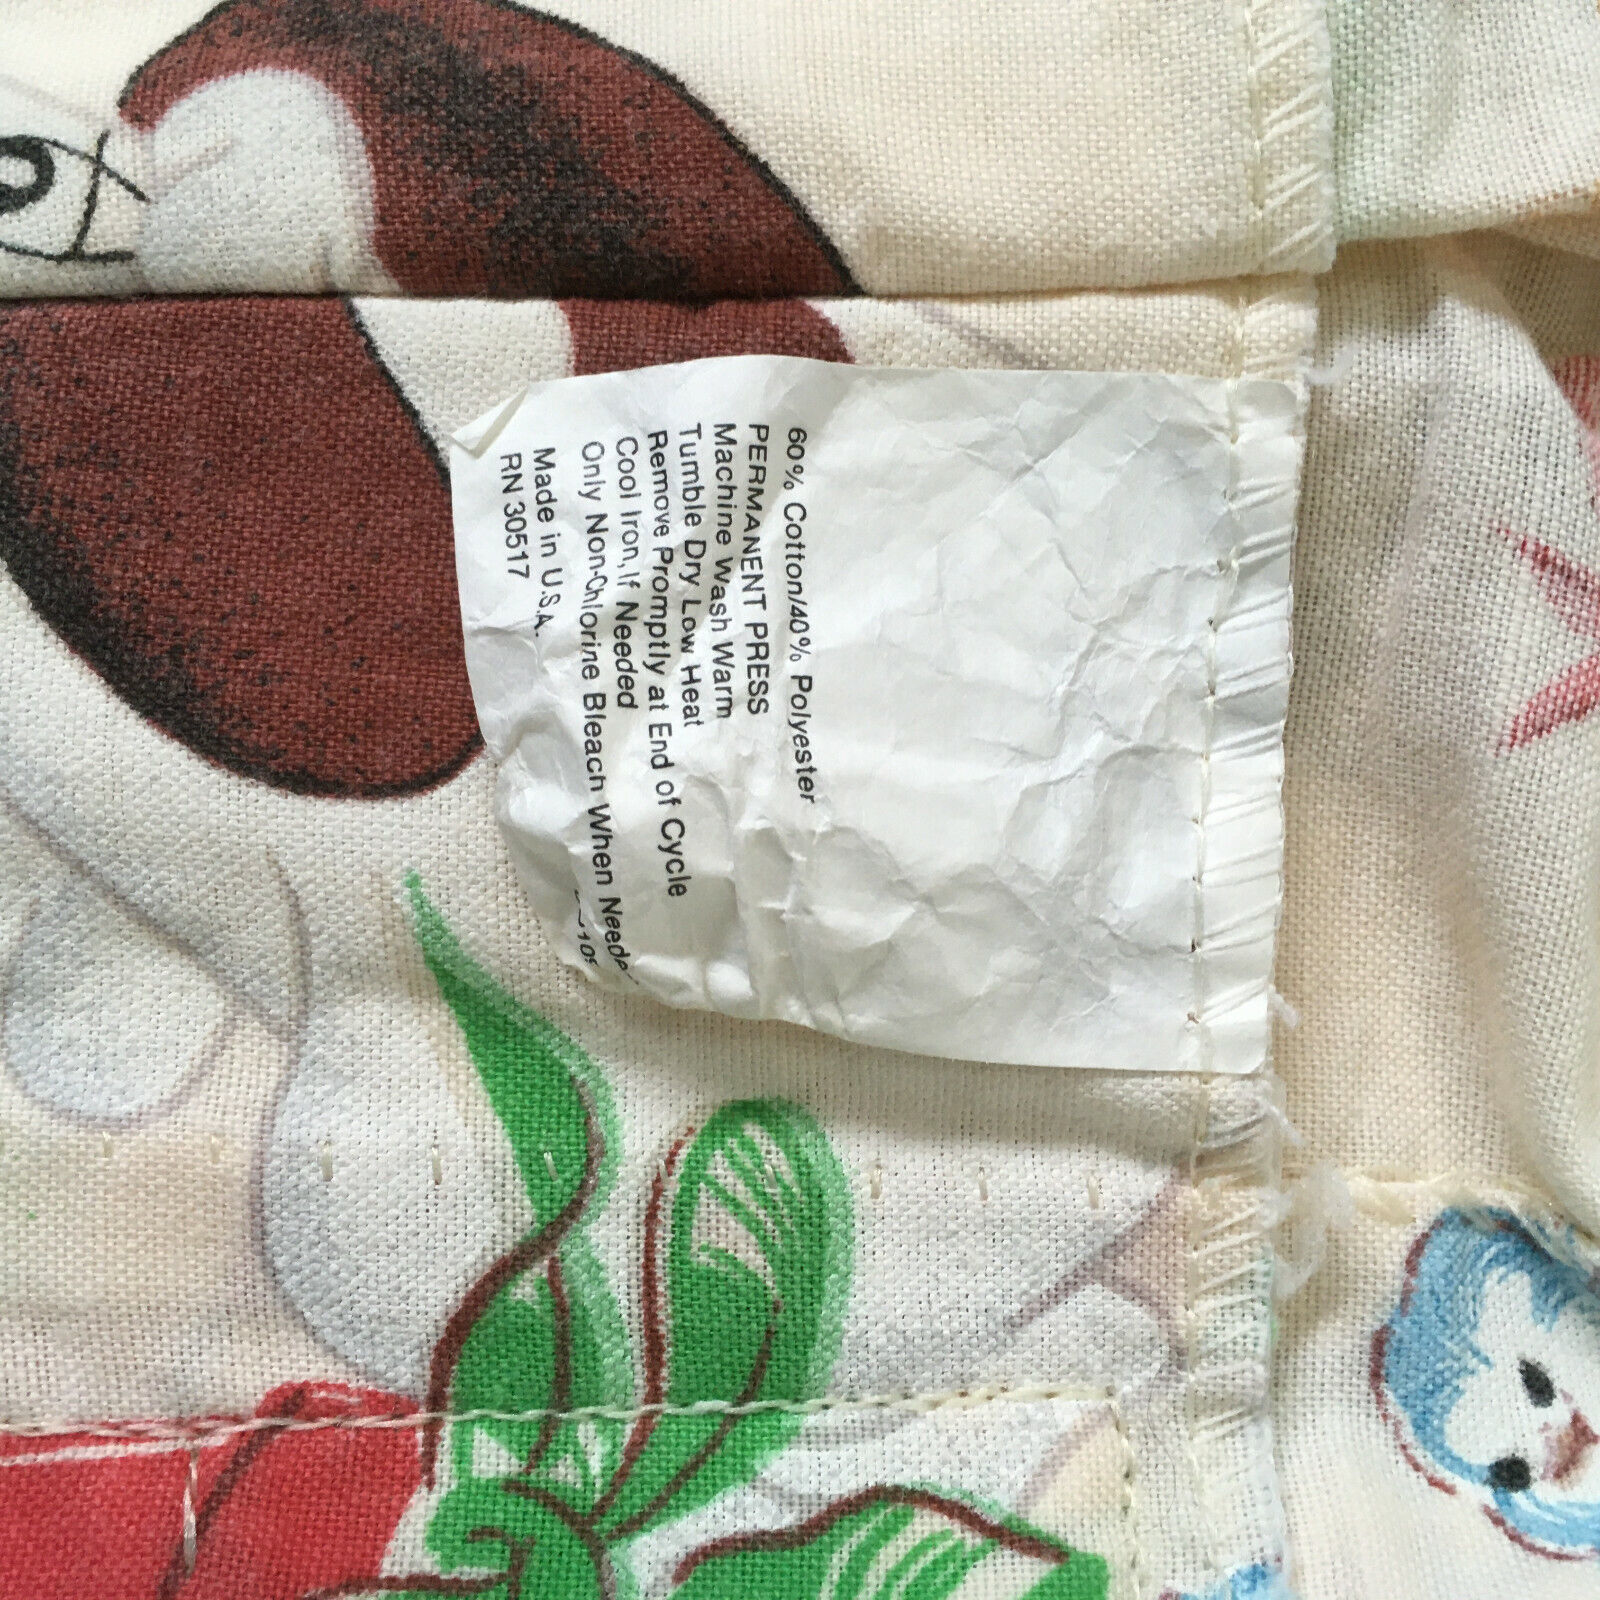 60% Cotton/40% Polyester
PERMANENT PRESS
Machine Wash Warm
Tumble Dry Low Heat
Remove Promptly at End of Cycle
Cool Iron, If Needed
Only Non-Chlorine Bleach When
Made in U.S.A.
RN 30517